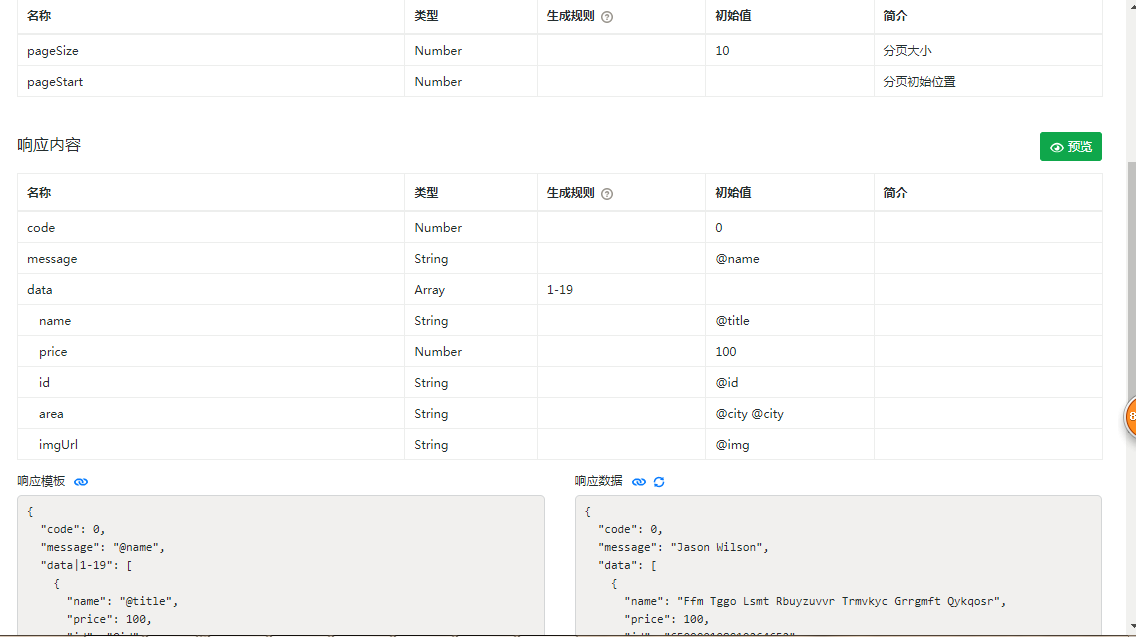 名称 类型 生成规则 初始值 简介
pageSize Number 10 分页大小
pageStart Number 分页初始位置
响应内容 预览
名称 类型 生成规则 初始值 简介
code Number 0
message String @name
data Array 1-19
name String @title
price Number 100
id String @id
area String @city @city
imgUrl String @img
响应模板 响应数据
{
"code": 0,
"message": "@name",
"data|1-19": [
{
"name": "@title",
"price": 100,
{
"code": 0,
"message": "Jason Wilson",
"data": [
{
"name": "Ffm Tggo Lsmt Rbuyzuvvr Trmvkyc Grrgmft Qykqosr",
"price": 100,